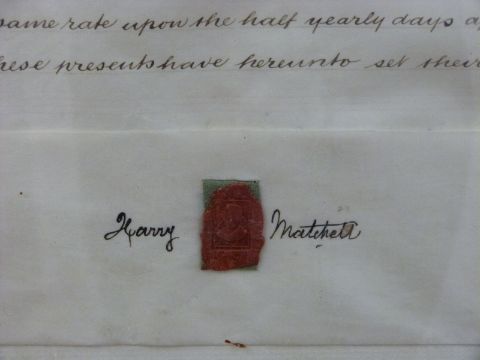 same rate upon the half yearly days a
hese presents have hereunto set their
Harry Matchett